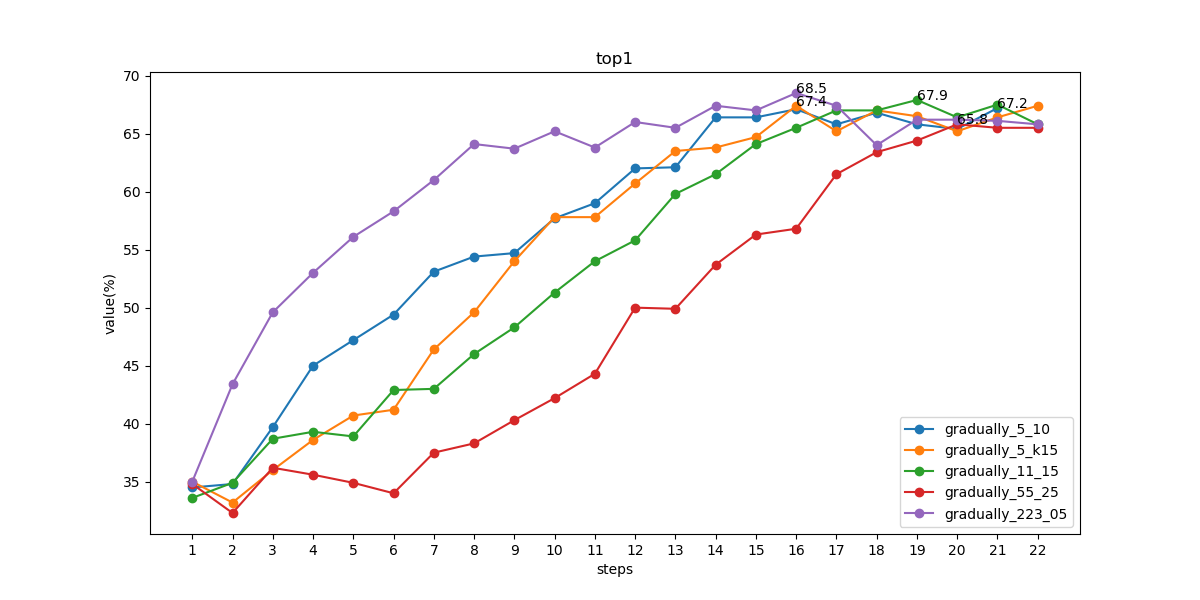 top1
70
65
60
55
50
45
40
35
value(%)
68.5
67.4
67.9
67.2
65.8
gradually_5_10
gradually_5_k15
gradually_11_15
gradually_55_25
gradually_223_05
1 2 3 4 5 6 7 8 9 10 11 12 13 14 15 16 17 18 19 20 21 22
steps